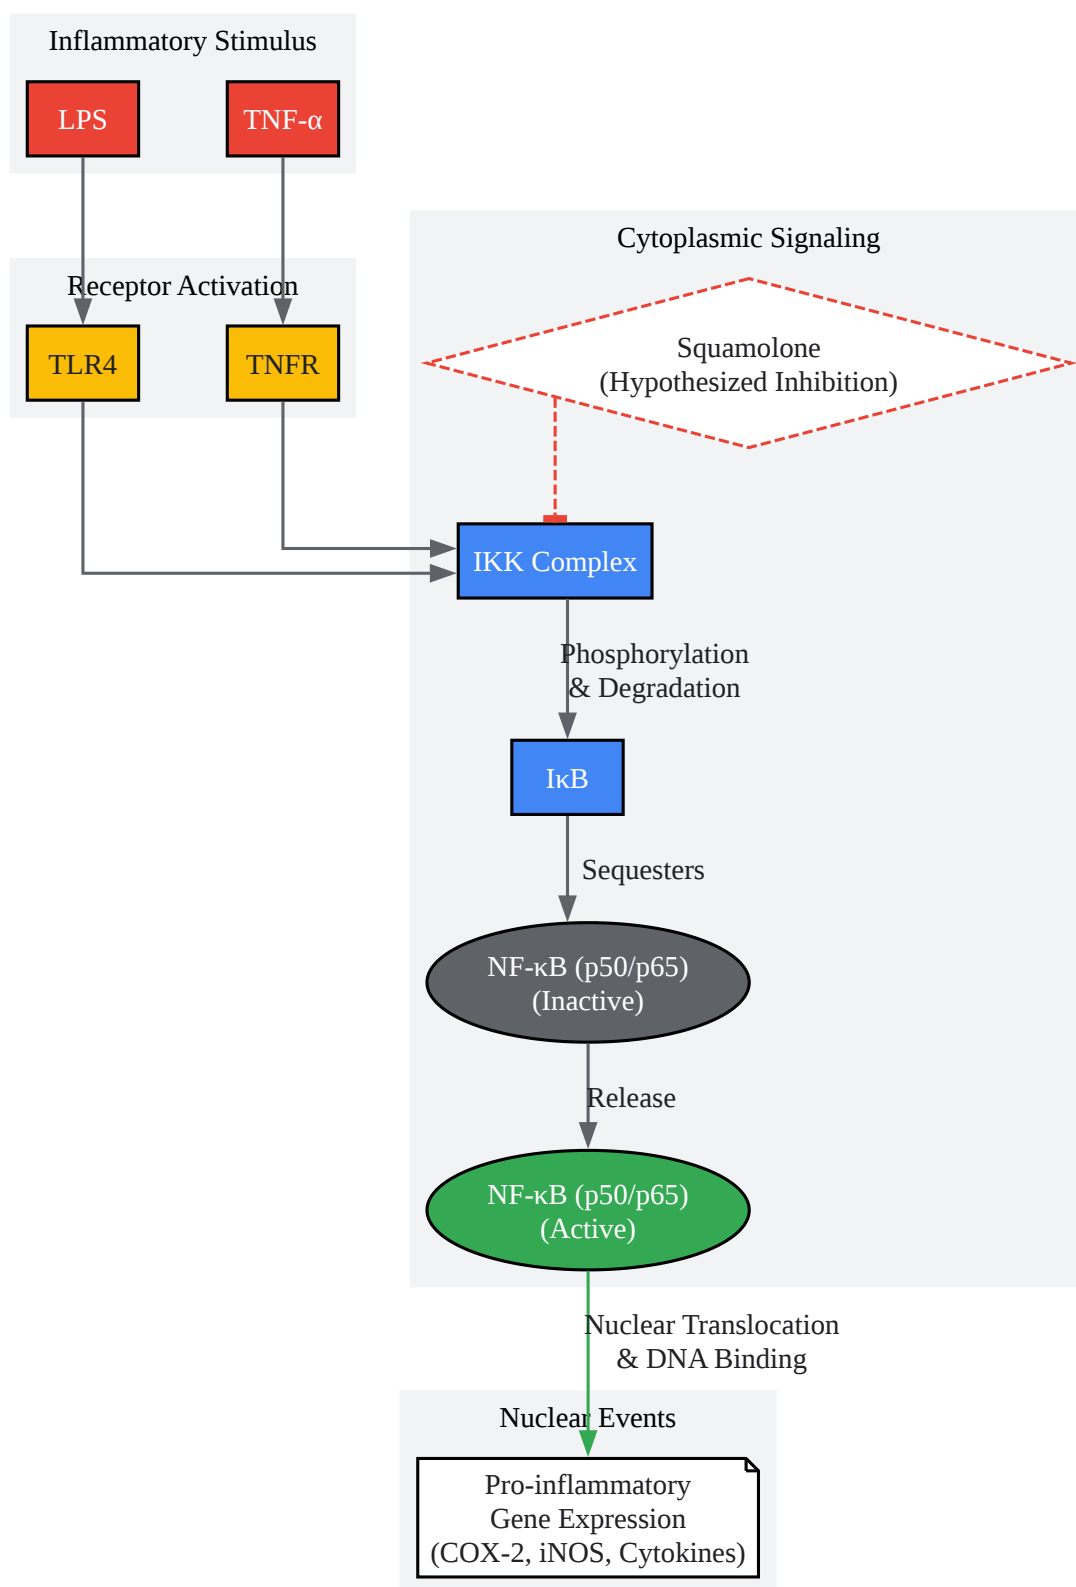 Inflammatory Stimulus
LPS
TNF-α
Receptor Activation
TLR4
TNFR
Cytoplasmic Signaling
Squamolone
(Hypothesized Inhibition)
IKK Complex
Phosphorylation
& Degradation
IκB
Sequesters
NF-κB (p50/p65)
(Inactive)
Release
NF-κB (p50/p65)
(Active)
Nuclear Translocation
& DNA Binding
Nuclear Events
Pro-inflammatory
Gene Expression
(COX-2, iNOS, Cytokines)